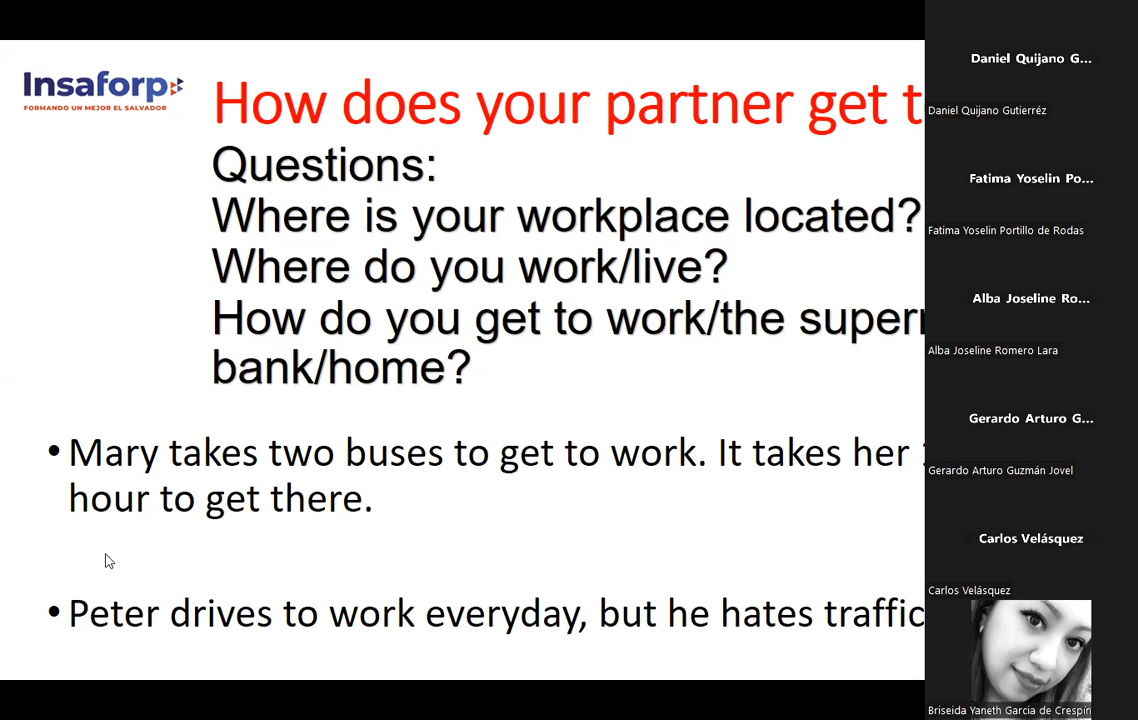 Insaforp
FORMANDO UN MEJOR EL SALVADOR
How does your partner get
Questions:
Where is your workplace located?
Where do you work/live?
How do you get to work/the
bank/home?
• Mary takes two buses to get to work. It takes her
hour to get there.
• Peter drives to work everyday, but he hates traffic
Daniel Quijano G...
Daniel Quijano Gutierréz
Fatima Yoselin Po...
Fatima Yoselin Portillo de Rodas
Alba Joseline Ro...
Alba Joseline Romero Lara
Gerardo Arturo G...
Gerardo Arturo Guzmán Jovel
Carlos Velásquez
Carlos Velásquez
Briseida Yaneth García de Crespin